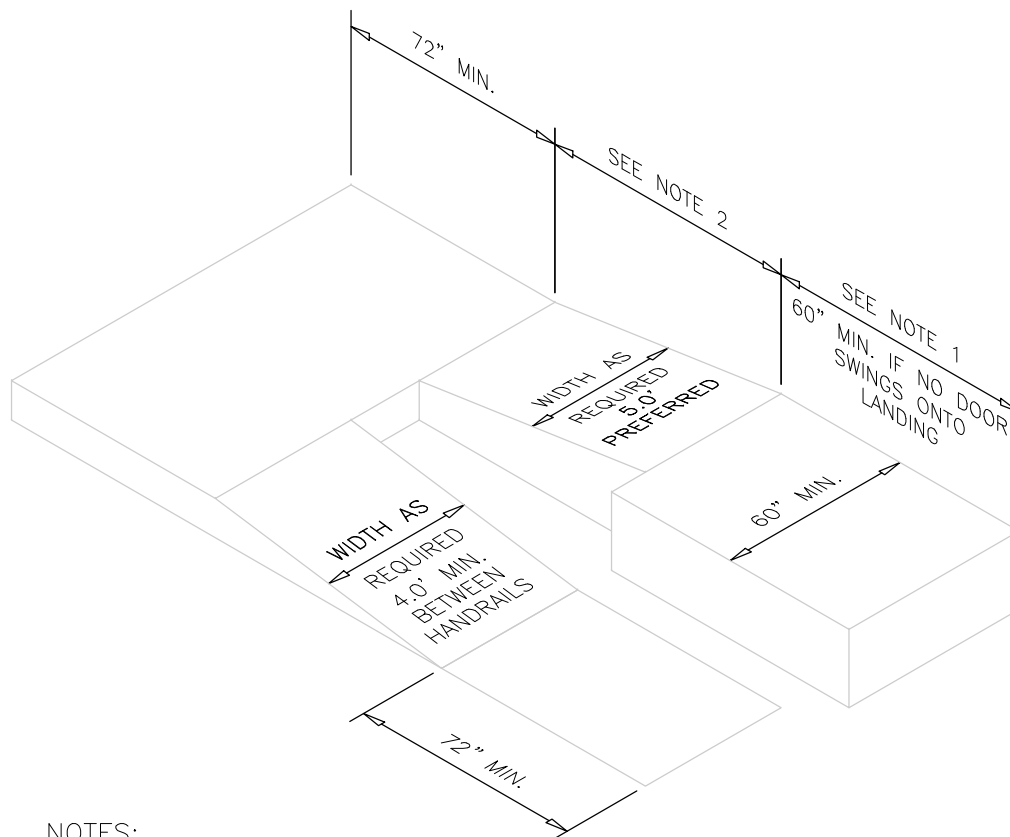 72” MIN.
SEE NOTE 2
SEE NOTE 1
60” MIN. IF NO DOOR
SWINGS ONTO
LANDING
WIDTH AS
REQUIRED
5.0’
PREFERRED
60” MIN.
WIDTH AS
REQUIRED
4.0’ MIN.
BETWEEN
HANDRAILS
72” MIN.
NOTES: